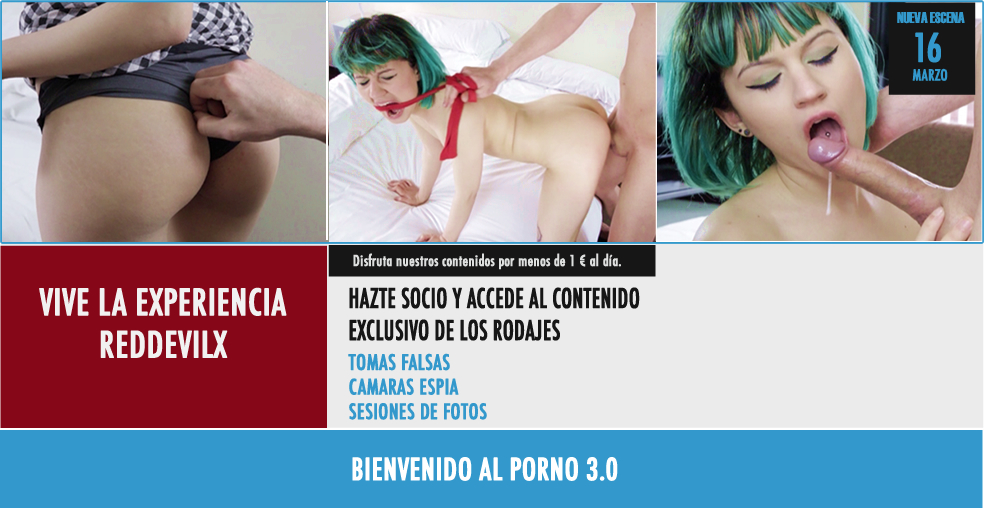 NUEVA ESCENA
16
MARZO
VIVE LA EXPERIENCIA
REDDEVILX
Disfruta nuestros contenidos por menos de 1 € al día.
HAZTE SOCIO Y ACCEDE AL CONTENIDO
EXCLUSIVO DE LOS RODAJES
TOMAS FALSAS
CAMARAS ESPIA
SESIONES DE FOTOS
BIENVENIDO AL PORNO 3.0